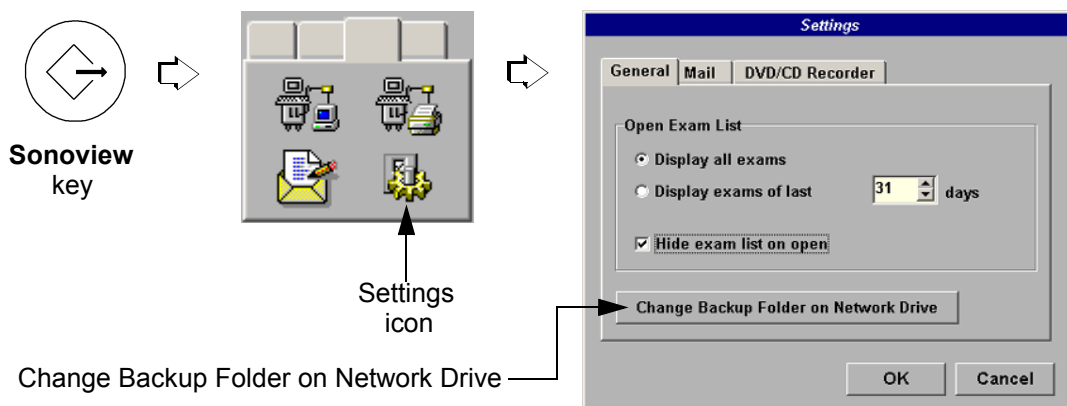 Sonoview
key
Settings
icon
Change Backup Folder on Network Drive
Settings
General Mail DVD/CD Recorder
Open Exam List
Display all exams
Display exams of last 31 days
Hide exam list on open
Change Backup Folder on Network Drive
OK Cancel